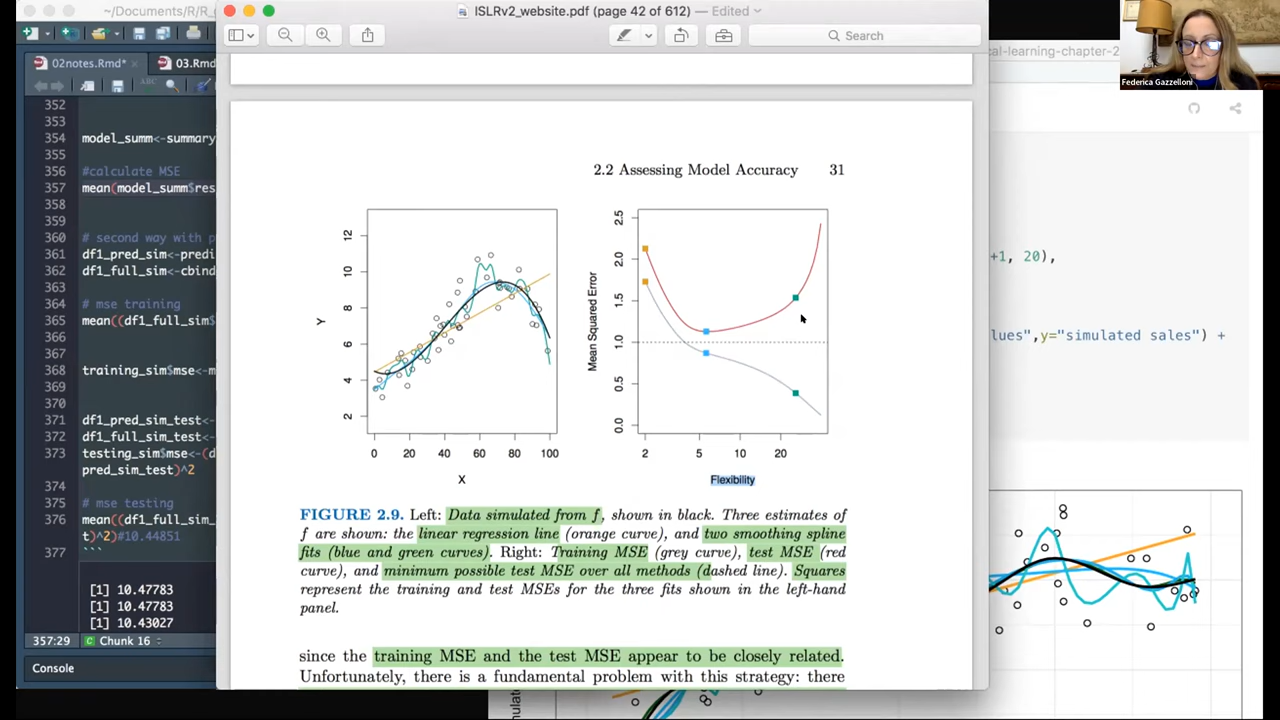 ~/Documents/R/R_
ISLRv2_website.pdf (page 42 of 612) — Edited
Search
Federica Gazzelloni
02notes.Rmd*
03.Rmd
cal-learning-chapter-2
352
353
354 model_summ<-summary
355
356 #calculate MSE
357 mean(model_summ$res
358
359
360 # second way with p
361 df1_pred_sim<-predi
362 df1_full_sim<-cbind
363
364 # mse training
365 mean((df1_full_sim$
366
367
368 training_sim$mse<-m
369
370
371 df1_pred_sim_test<-
372 df1_full_sim_test<-
373 testing_sim$mse<-(d
pred_sim_test)^2
374
375 # mse testing
376 mean((df1_full_sim_
t)^2)#10.44851
377 ```
[1] 10.47783
[1] 10.47783
[1] 10.43027
357:29 Chunk 16
Console
2.2 Assessing Model Accuracy 31
Y
12
10
8
6
4
2
0 20 40 60 80 100
X
Mean Squared Error
2.5
2.0
1.5
1.0
0.5
0.0
2 5 10 20
Flexibility
FIGURE 2.9. Left: Data simulated from f, shown in black. Three estimates of
f are shown: the linear regression line (orange curve), and two smoothing spline
fits (blue and green curves). Right: Training MSE (grey curve), test MSE (red
curve), and minimum possible test MSE over all methods (dashed line). Squares
represent the training and test MSEs for the three fits shown in the left-hand
panel.
since the training MSE and the test MSE appear to be closely related.
Unfortunately, there is a fundamental problem with this strategy: there
+1, 20),
lues",y="simulated sales") +